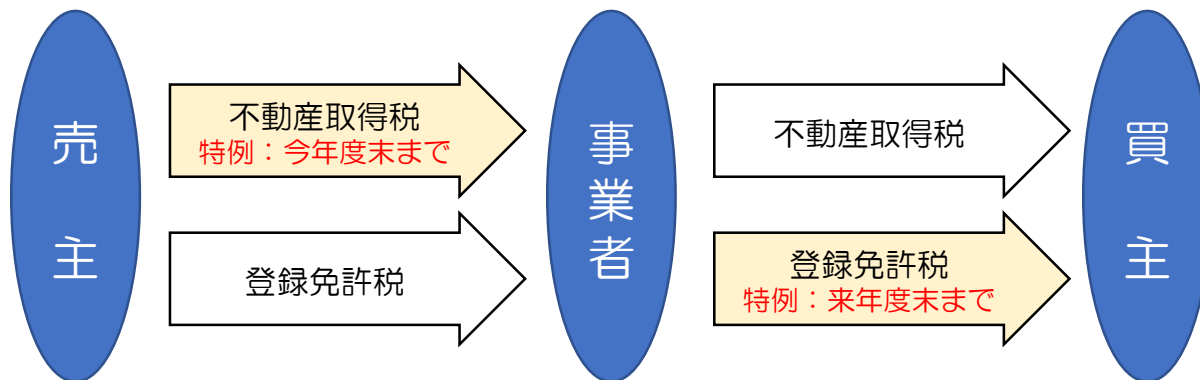 売主
不動産取得税
特例：今年度末まで
登録免許税
事業者
不動産取得税
登録免許税
特例：来年度末まで
買主